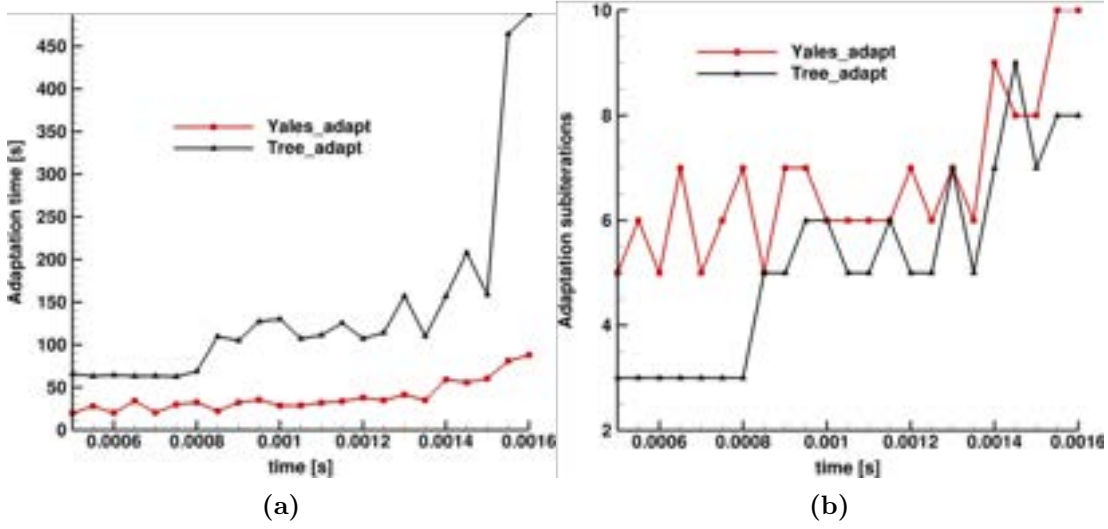 Adaptation time [s]
450
400
350
300
250
200
150
100
50
0
Yales_adapt
Tree_adapt
0.0006 0.0008 0.001 0.0012 0.0014 0.0016
time [s]
(a)
Adaptation subiterations
10
8
6
4
2
Yales_adapt
Tree_adapt
0.0006 0.0008 0.001 0.0012 0.0014 0.0016
time [s]
(b)